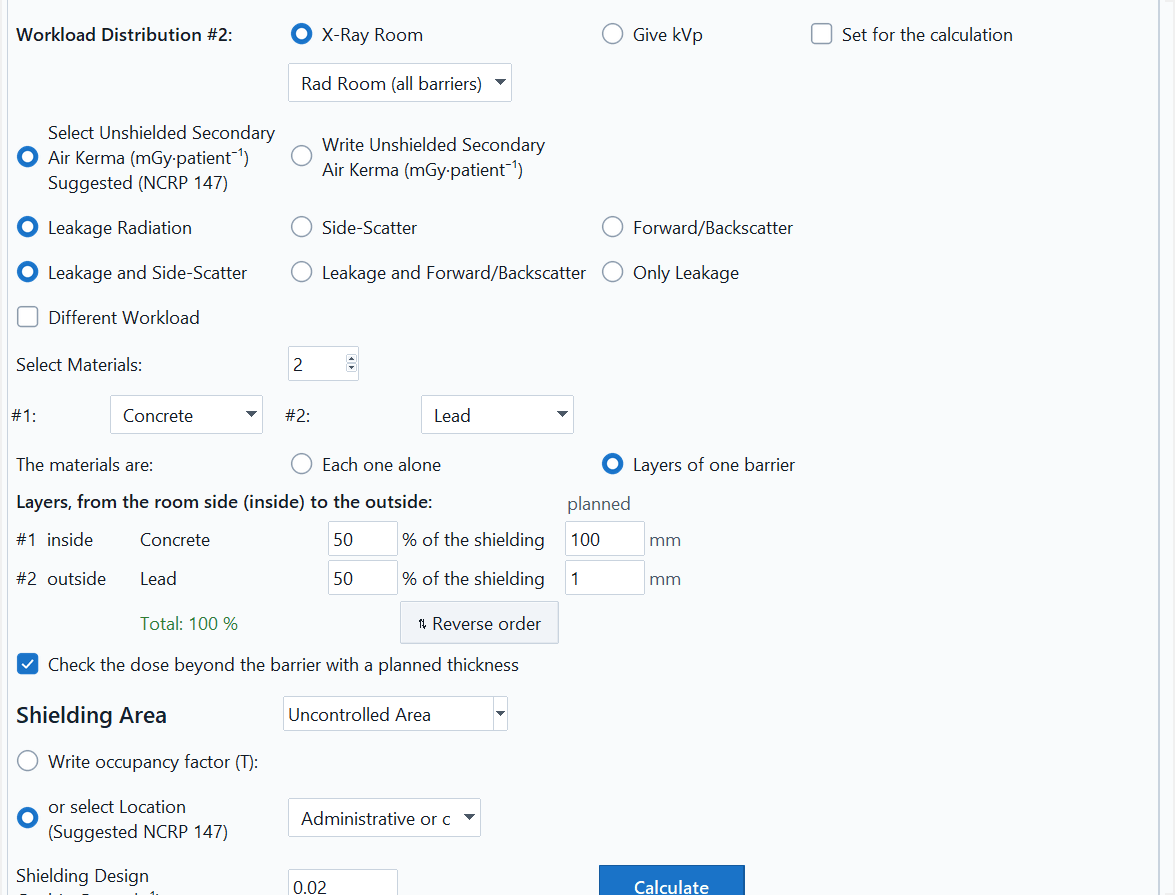 Workload Distribution #2: X-Ray Room Give kVp Set for the calculation
Rad Room (all barriers)
Select Unshielded Secondary
Air Kerma (mGy·patient⁻¹)
Suggested (NCRP 147)
Write Unshielded Secondary
Air Kerma (mGy·patient⁻¹)
Leakage Radiation Side-Scatter Forward/Backscatter
Leakage and Side-Scatter Leakage and Forward/Backscatter Only Leakage
Different Workload
Select Materials: 2
#1: Concrete #2: Lead
The materials are: Each one alone Layers of one barrier
Layers, from the room side (inside) to the outside: planned
#1 inside Concrete 50 % of the shielding 100 mm
#2 outside Lead 50 % of the shielding 1 mm
Total: 100 % ⇅ Reverse order
Check the dose beyond the barrier with a planned thickness
Shielding Area Uncontrolled Area
Write occupancy factor (T):
or select Location
(Suggested NCRP 147)
Administrative or c
Shielding Design
0.02 Calculate